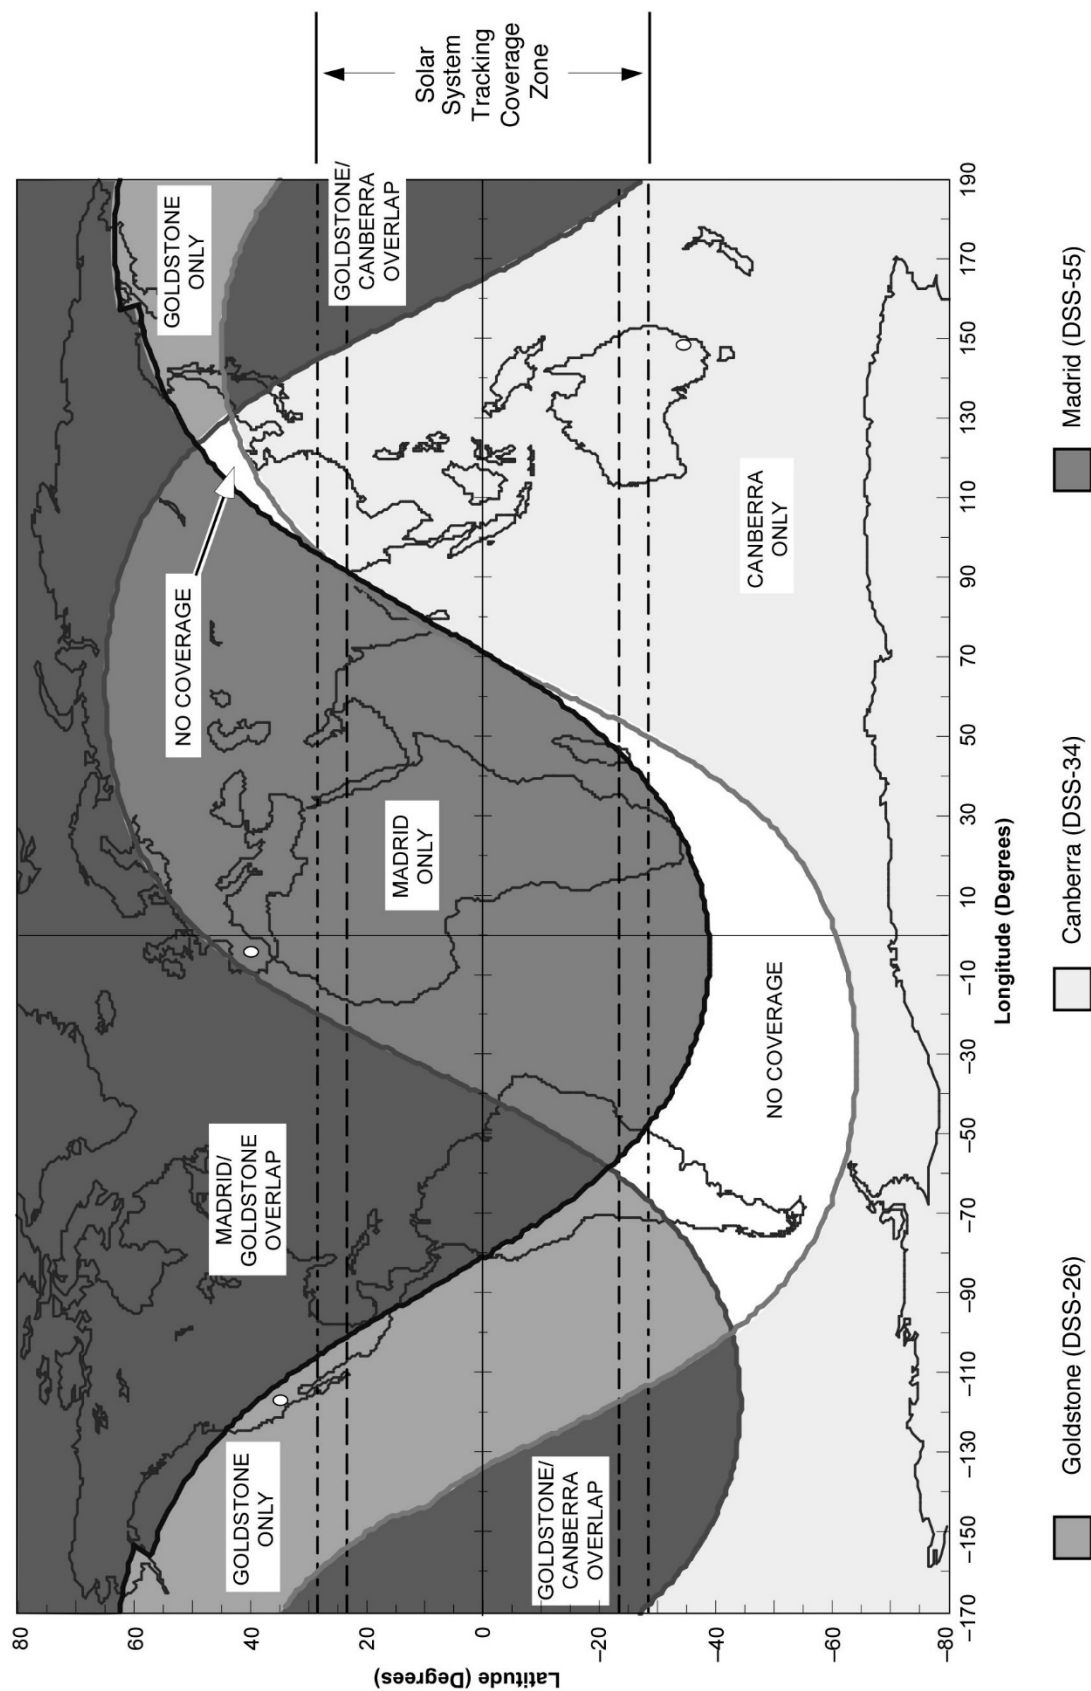 80
60
40
20
0
−20
−40
−60
−80
Latitude (Degrees)
−170
−150
−130
−110
−90
−70
−50
−30
−10
10
30
50
70
90
110
130
150
170
190
Longitude (Degrees)
GOLDSTONE
ONLY
MADRID/
GOLDSTONE
OVERLAP
NO COVERAGE
GOLDSTONE
ONLY
GOLDSTONE/
CANBERRA
OVERLAP
MADRID
ONLY
GOLDSTONE/
CANBERRA
OVERLAP
CANBERRA
ONLY
NO COVERAGE
Solar
System
Tracking
Coverage
Zone
Goldstone (DSS-26)
Canberra (DSS-34)
Madrid (DSS-55)